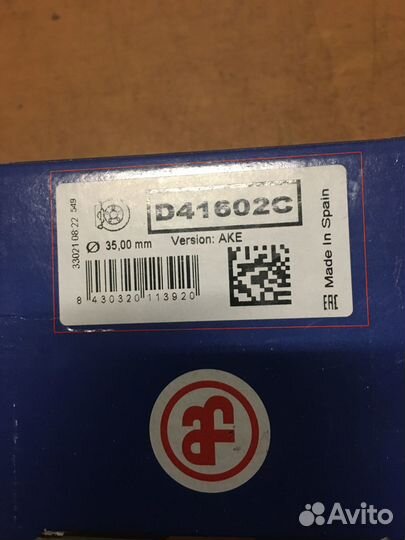 33021 08:22 549
D41602C
Ø 35,00 mm
Version: AKE
8 430320 113920
Made In Spain
EAC
Avito